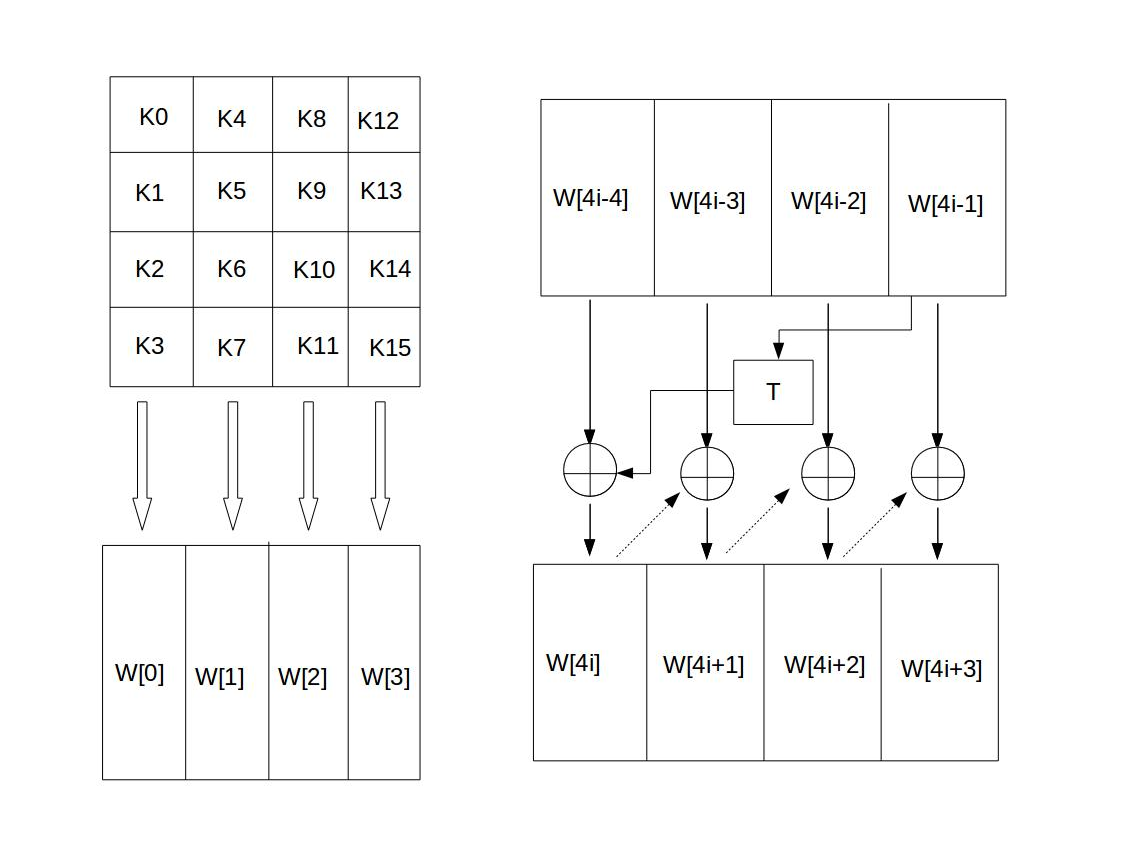 K0 K4 K8 K12
K1 K5 K9 K13
K2 K6 K10 K14
K3 K7 K11 K15
W[0] W[1] W[2] W[3]
W[4i-4] W[4i-3] W[4i-2] W[4i-1]
T
W[4i] W[4i+1] W[4i+2] W[4i+3]